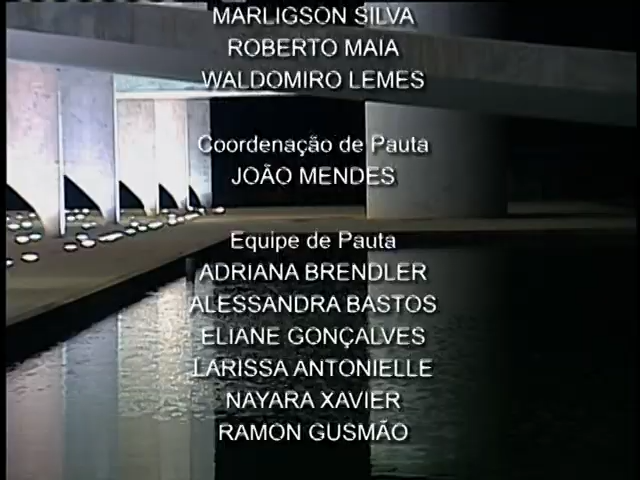 MARLIGSON SILVA
ROBERTO MAIA
WALDOMIRO LEMES
Coordenação de Pauta
JOÃO MENDES
Equipe de Pauta
ADRIANA BRENDLER
ALESSANDRA BASTOS
ELIANE GONÇALVES
LARISSA ANTONIELLE
NAYARA XAVIER
RAMON GUSMÃO